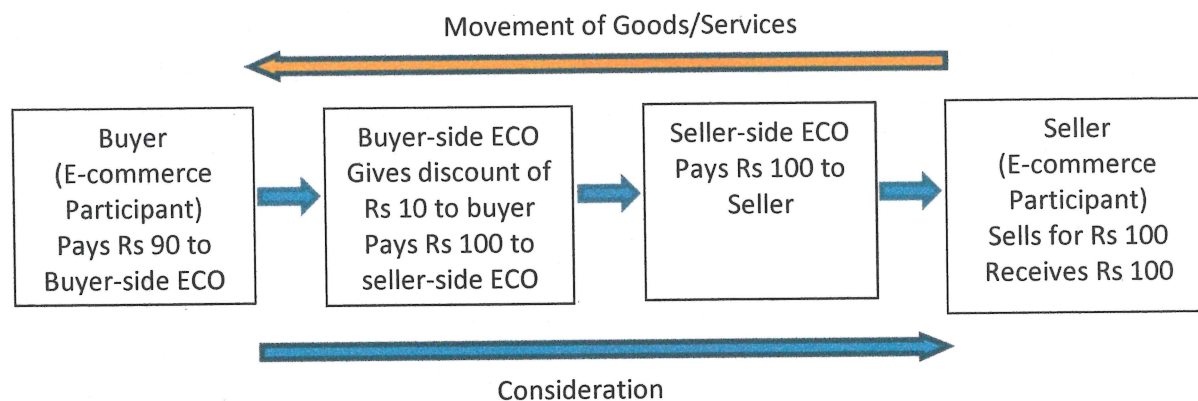 Movement of Goods/Services
Buyer
(E-commerce
Participant)
Pays Rs 90 to
Buyer-side ECO
Buyer-side ECO
Gives discount of
Rs 10 to buyer
Pays Rs 100 to
seller-side ECO
Seller-side ECO
Pays Rs 100 to
Seller
Seller
(E-commerce
Participant)
Sells for Rs 100
Receives Rs 100
Consideration